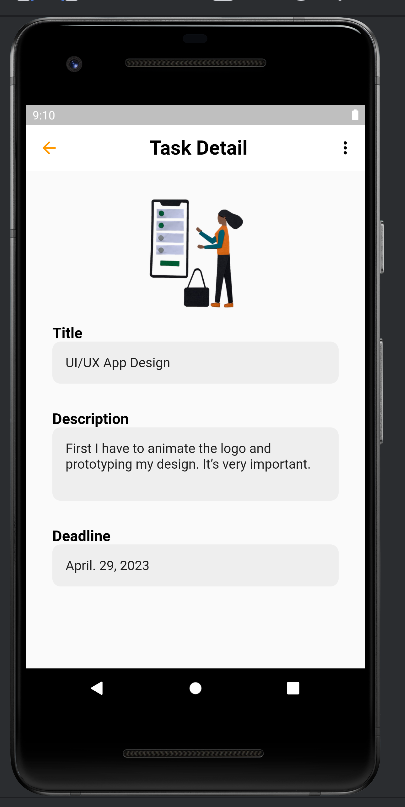 9:10
Task Detail
Title
UI/UX App Design
Description
First I have to animate the logo and
prototyping my design. It's very important.
Deadline
April. 29, 2023